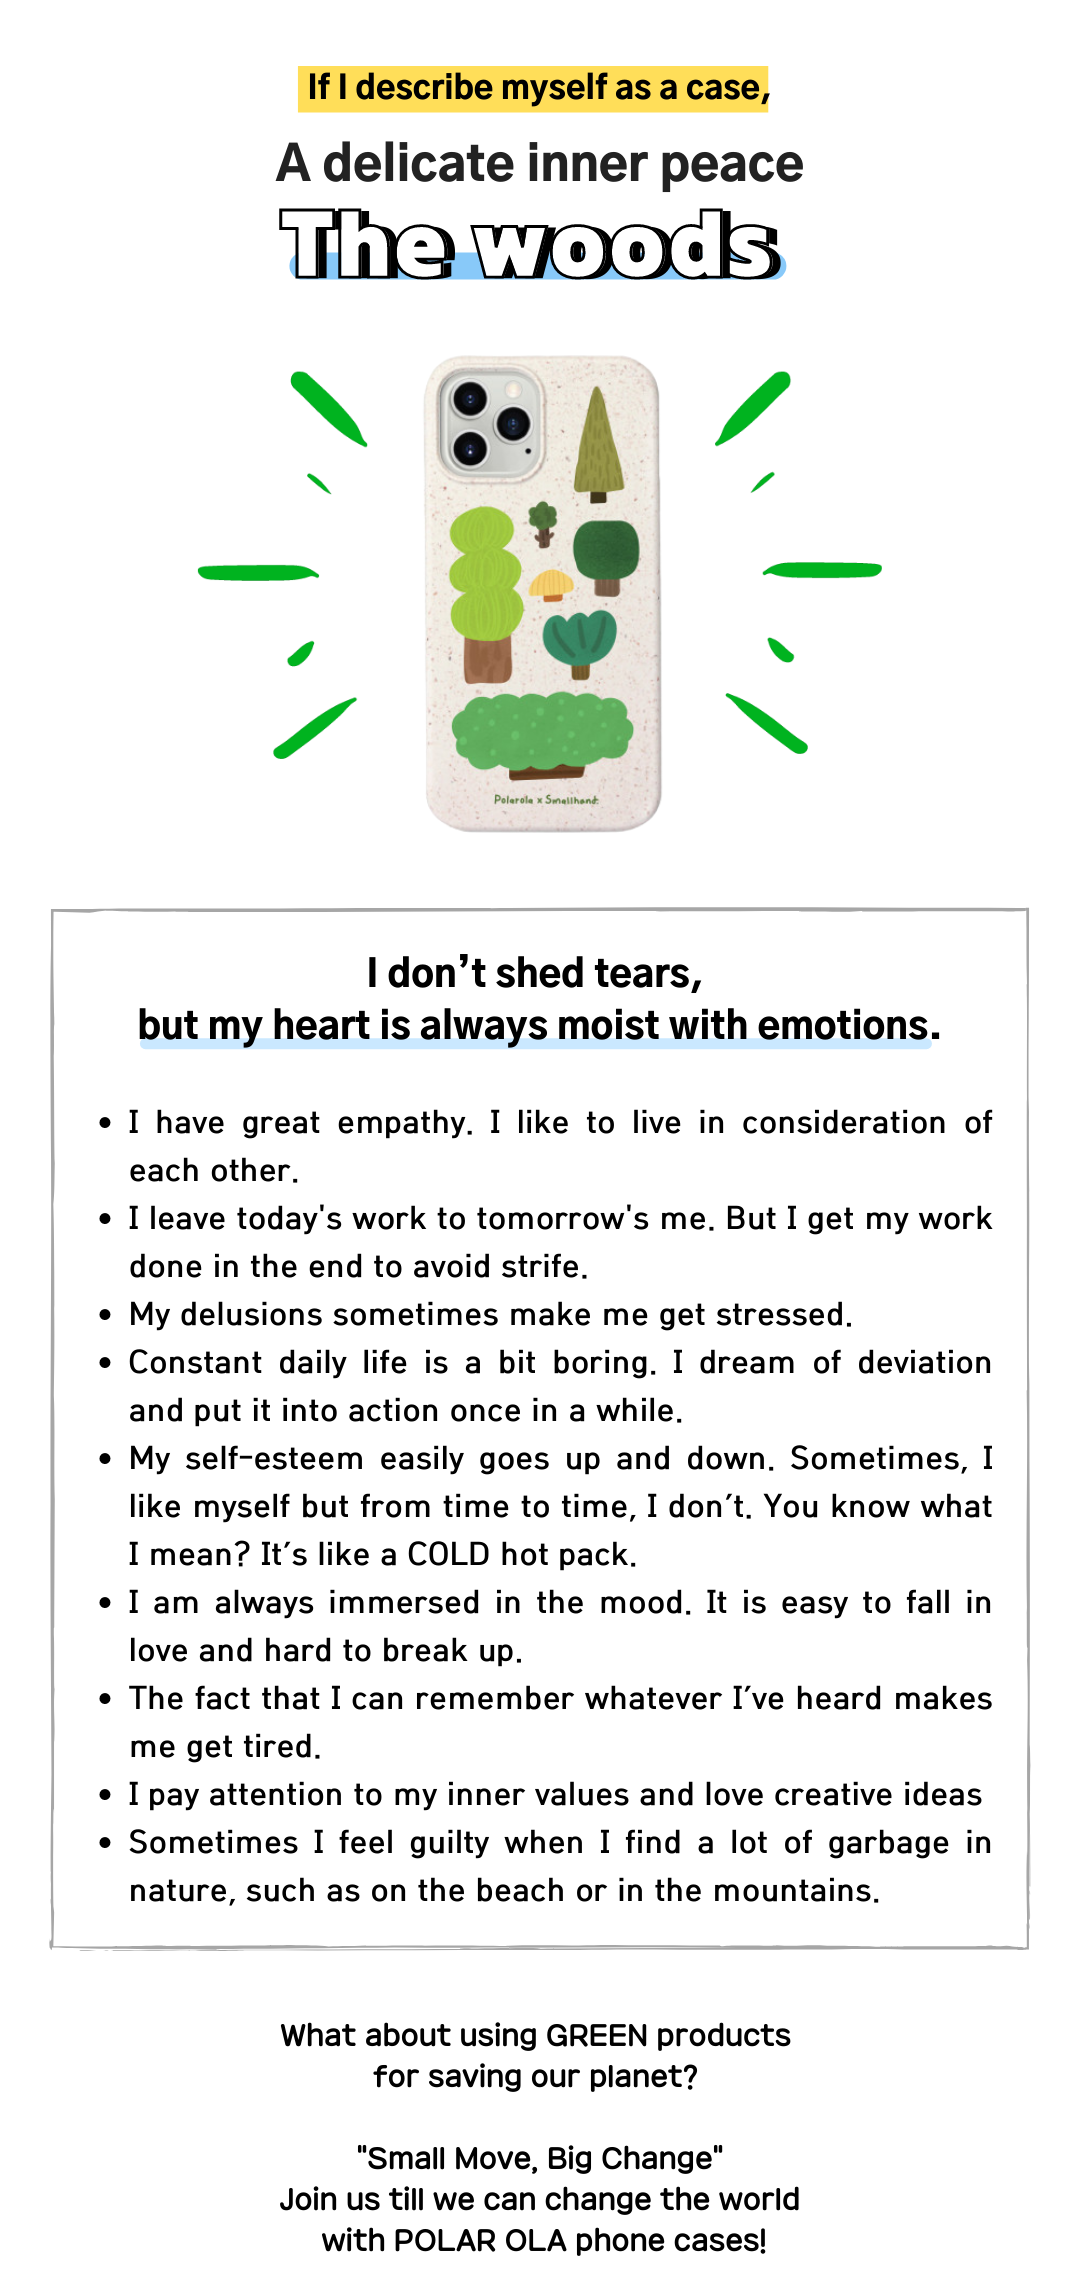 If I describe myself as a case,
A delicate inner peace
The woods
Polarola x Smallhand.
I don’t shed tears,
but my heart is always moist with emotions.
• I have great empathy. I like to live in consideration of
each other.
• I leave today's work to tomorrow's me. But I get my work
done in the end to avoid strife.
• My delusions sometimes make me get stressed.
• Constant daily life is a bit boring. I dream of deviation
and put it into action once in a while.
• My self-esteem easily goes up and down. Sometimes, I
like myself but from time to time, I don’t. You know what
I mean? It’s like a COLD hot pack.
• I am always immersed in the mood. It is easy to fall in
love and hard to break up.
• The fact that I can remember whatever I’ve heard makes
me get tired.
• I pay attention to my inner values and love creative ideas
• Sometimes I feel guilty when I find a lot of garbage in
nature, such as on the beach or in the mountains.
What about using GREEN products
for saving our planet?
"Small Move, Big Change"
Join us till we can change the world
with POLAR OLA phone cases!